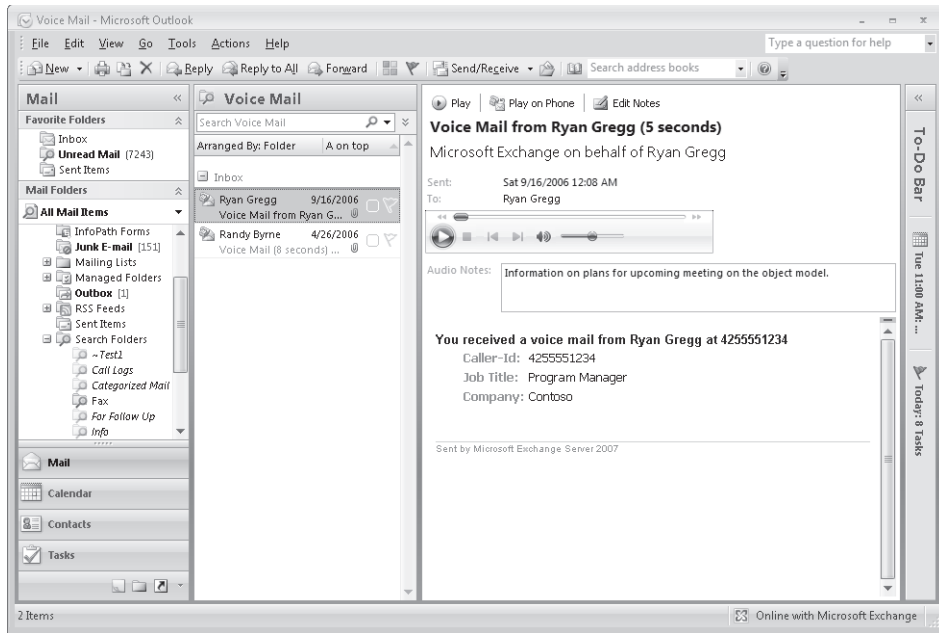 Voice Mail - Microsoft Outlook
File Edit View Go Tools Actions Help
Type a question for help
New Reply Reply to All Forward Send/Receive Search address books
Mail
Favorite Folders
Inbox
Unread Mail (7243)
Sent Items
Mail Folders
All Mail Items
InfoPath Forms
Junk E-mail [151]
Mailing Lists
Managed Folders
Outbox [1]
RSS Feeds
Sent Items
Search Folders
~Test1
Call Logs
Categorized Mail
Fax
For Follow Up
Info
Mail
Calendar
Contacts
Tasks
Voice Mail
Search Voice Mail
Arranged By: Folder A on top
Inbox
Ryan Gregg 9/16/2006
Voice Mail from Ryan G...
Randy Byrne 4/26/2006
Voice Mail (8 seconds) ...
Play Play on Phone Edit Notes
Voice Mail from Ryan Gregg (5 seconds)
Microsoft Exchange on behalf of Ryan Gregg
Sent: Sat 9/16/2006 12:08 AM
To: Ryan Gregg
Audio Notes: Information on plans for upcoming meeting on the object model.
You received a voice mail from Ryan Gregg at 4255551234
Caller-Id: 4255551234
Job Title: Program Manager
Company: Contoso
Sent by Microsoft Exchange Server 2007
To-Do Bar
Tue 11:00 AM: ...
Today: 8 Tasks
2 Items
Online with Microsoft Exchange